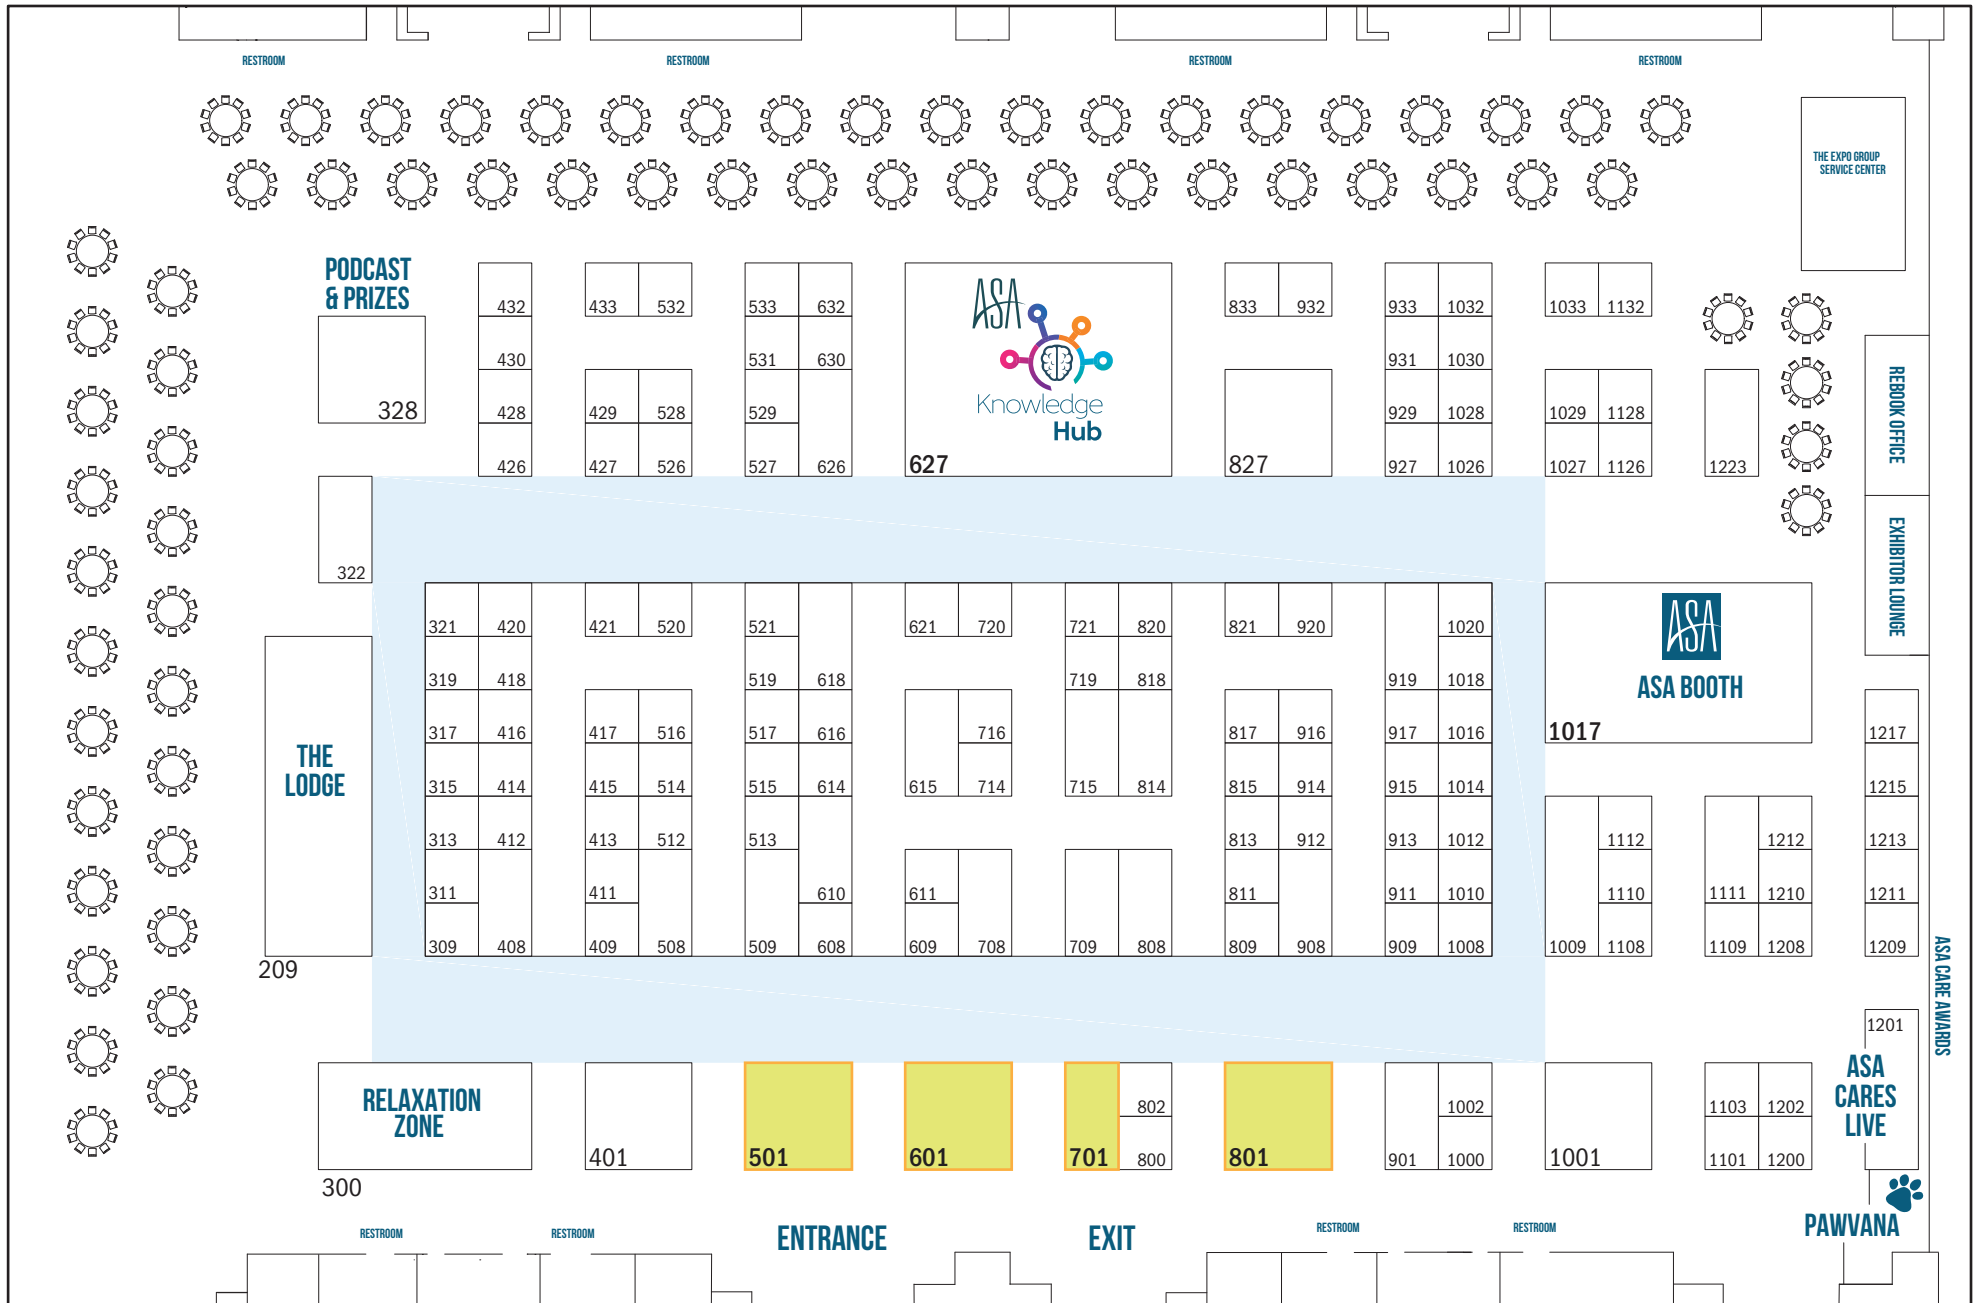 RESTROOM RESTROOM RESTROOM RESTROOM
THE EXPO GROUP
SERVICE CENTER
PODCAST
& PRIZES
328
432 433 532 533 632
ASA
Knowledge
Hub
627
833 932 933 1032 1033 1132
430 531 630 931 1030
428 429 528 529 929 1028 1029 1128
426 427 526 527 626 827 927 1026 1027 1126 1223
REBOOK OFFICE
EXHIBITOR LOUNGE
322
321 420 421 520 521 621 720 721 820 821 920 1020
ASA
ASA BOOTH
1017
319 418 519 618 719 818 919 1018
317 416 417 516 517 616 716 817 916 917 1016 1217
THE
LODGE
209
315 414 415 514 515 614 615 714 715 814 815 914 915 1014 1215
313 412 413 512 513 813 912 913 1012 1112 1212 1213
311 411 610 611 811 911 1010 1110 1111 1210 1211
309 408 409 508 509 608 609 708 709 808 809 908 909 1008 1009 1108 1109 1208 1209
ASA CARE AWARDS
1201
ASA
CARES
LIVE
RELAXATION
ZONE
300
802 1002 1103 1202
401 501 601 701 800 801 901 1000 1001 1101 1200
PAWVANA
RESTROOM RESTROOM ENTRANCE EXIT RESTROOM RESTROOM